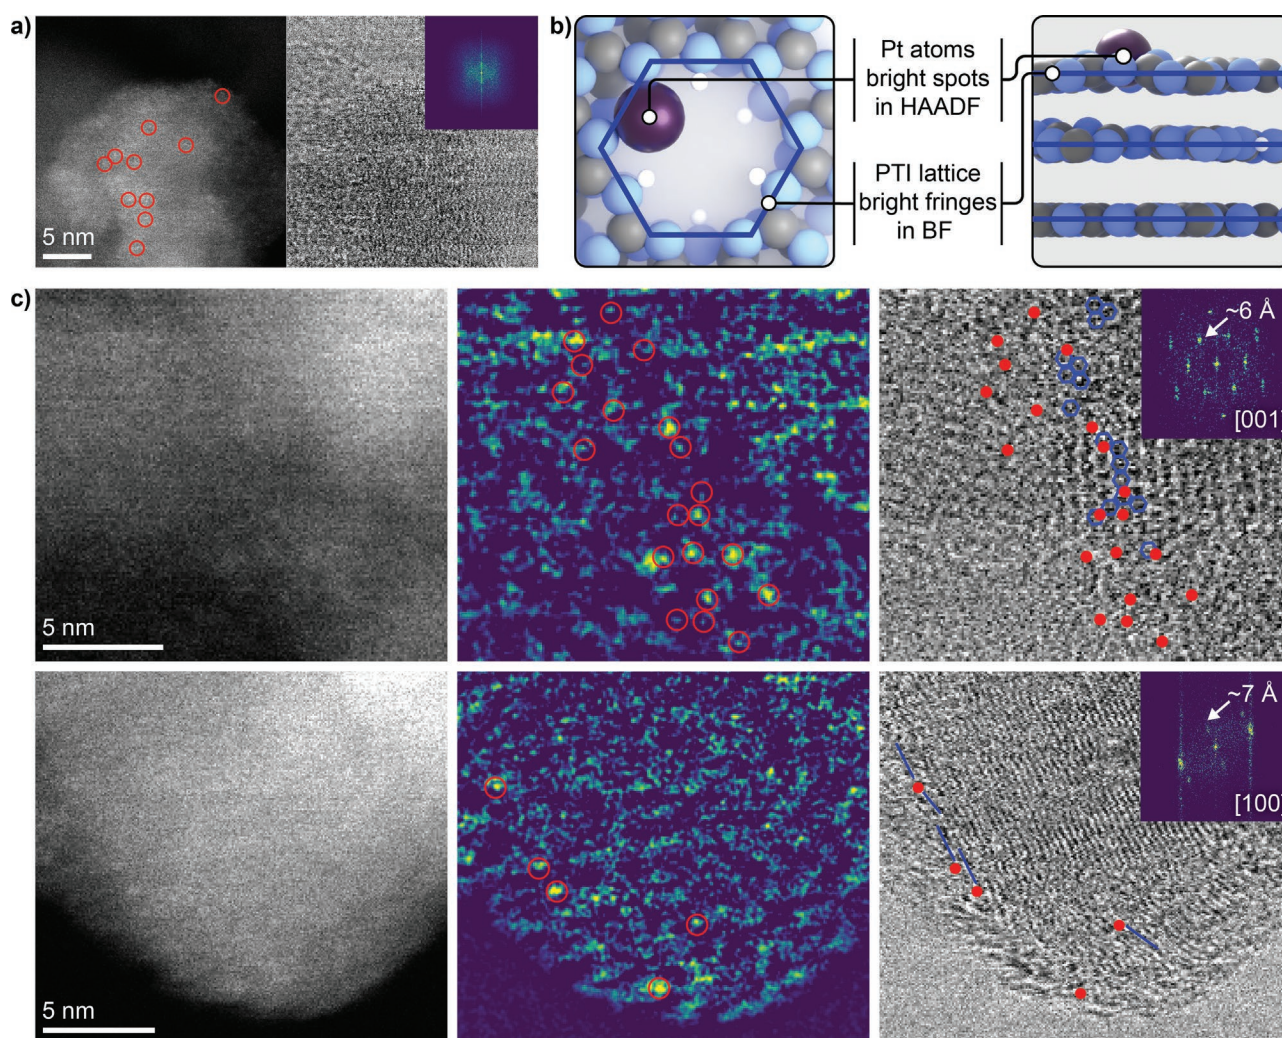 a)
5 nm
b)
Pt atoms
bright spots
in HAADF
PTI lattice
bright fringes
in BF
c)
5 nm
~6 Å
[001]
5 nm
~7 Å
[100]